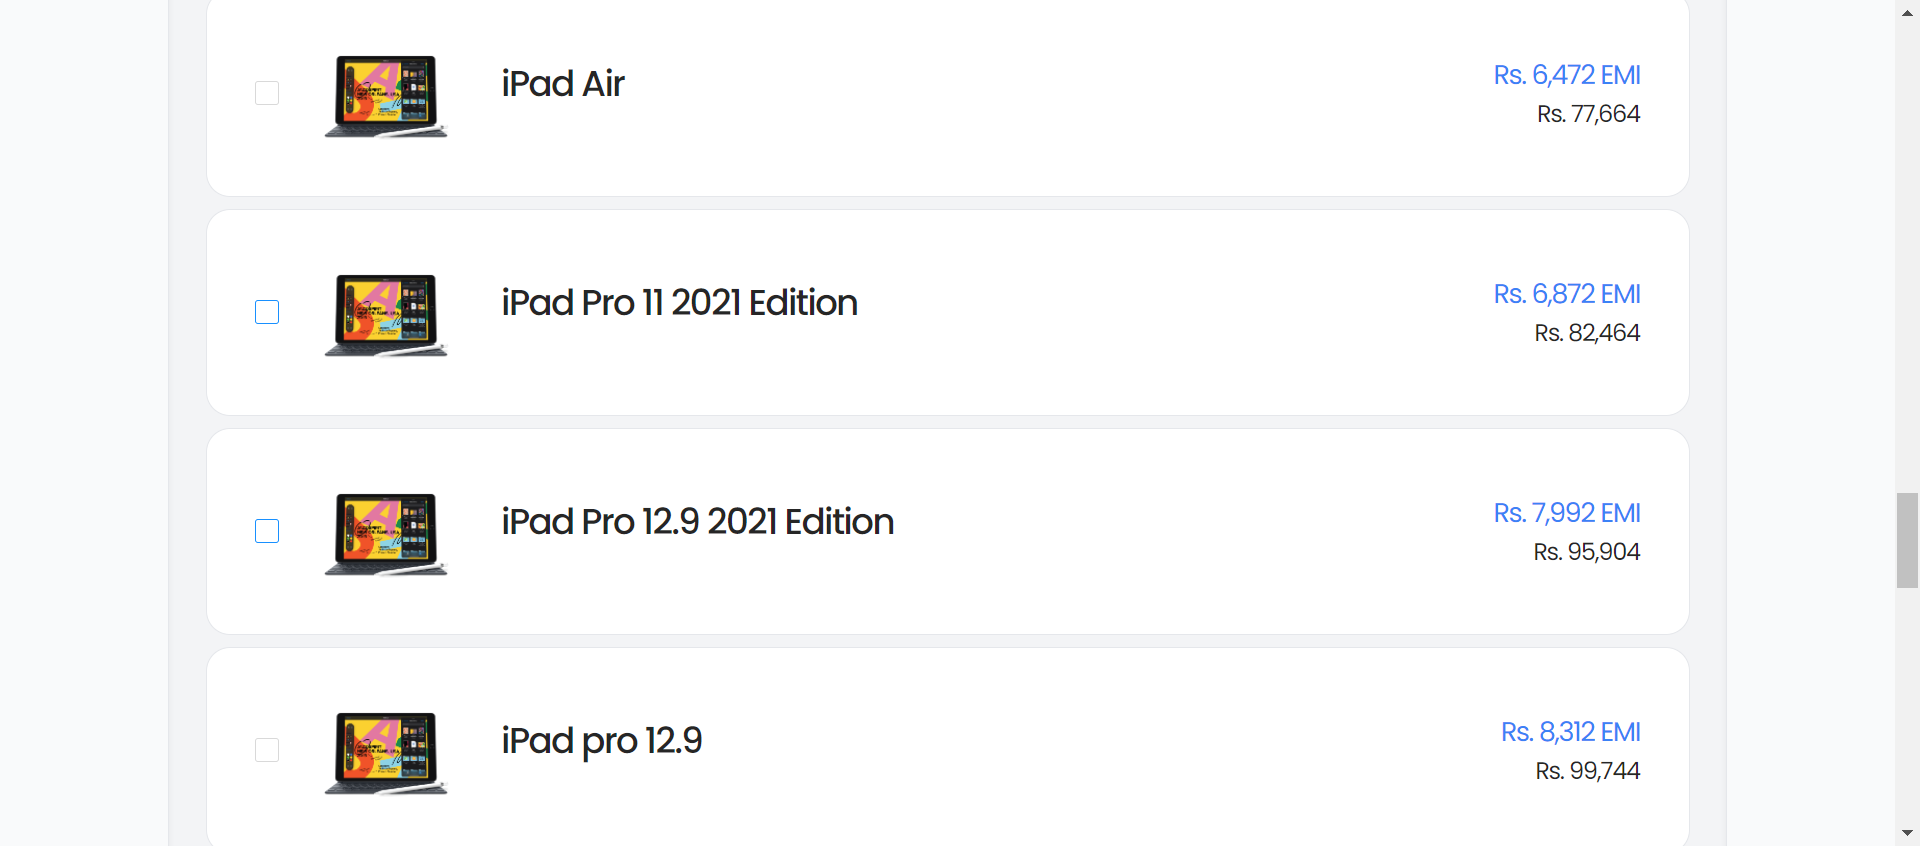 iPad Air
Rs. 6,472 EMI
Rs. 77,664
iPad Pro 11 2021 Edition
Rs. 6,872 EMI
Rs. 82,464
iPad Pro 12.9 2021 Edition
Rs. 7,992 EMI
Rs. 95,904
iPad pro 12.9
Rs. 8,312 EMI
Rs. 99,744